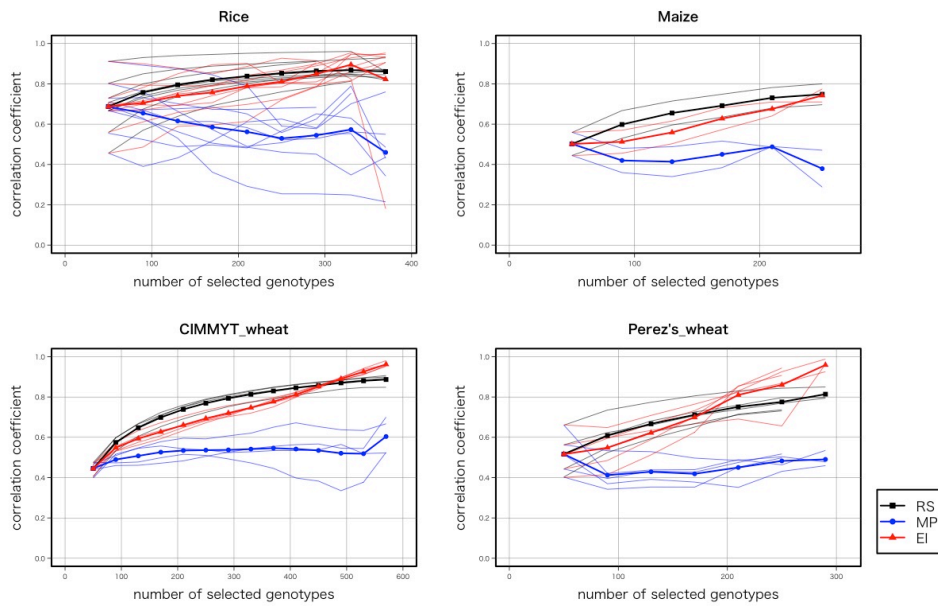 Rice
Maize
1.0
0.8
0.6
0.4
0.2
0.0
correlation coefficient
0
100
200
300
400
number of selected genotypes
1.0
0.8
0.6
0.4
0.2
0.0
correlation coefficient
0
100
200
number of selected genotypes
CIMMYT_wheat
Perez's_wheat
1.0
0.8
0.6
0.4
0.2
0.0
correlation coefficient
0
100
200
300
400
500
600
number of selected genotypes
1.0
0.8
0.6
0.4
0.2
0.0
correlation coefficient
0
100
200
300
number of selected genotypes
RS
MP
EI